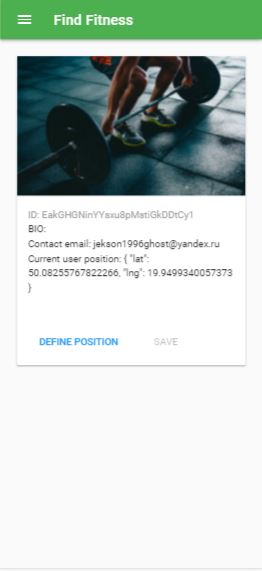 Find Fitness
ID: EakGHGNinYYsxu8pMstiGkDDtCy1
BIO:
Contact email: jekson1996ghost@yandex.ru
Current user position: { "lat":
50.08255767822266, "lng": 19.9499340057373
}
DEFINE POSITION SAVE